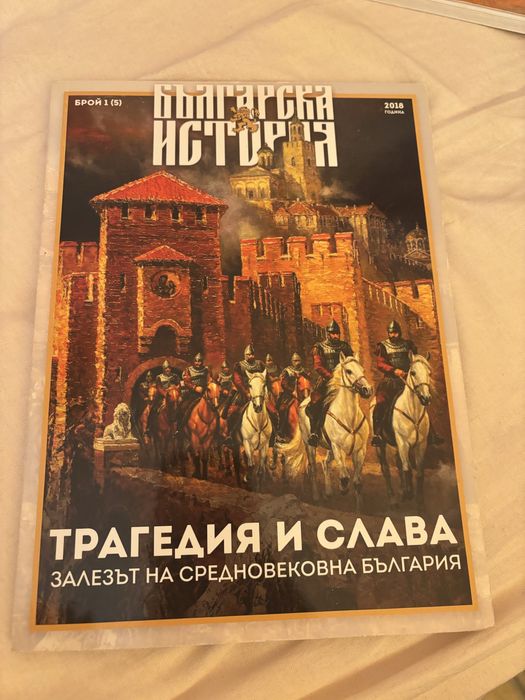 БРОЙ 1 (5)
БЪЛГАРСКА
ИСТОРИЯ
2018
ГОДИНА
ТРАГЕДИЯ И СЛАВА
ЗАЛЕЗЪТ НА СРЕДНОВЕКОВНА БЪЛГАРИЯ